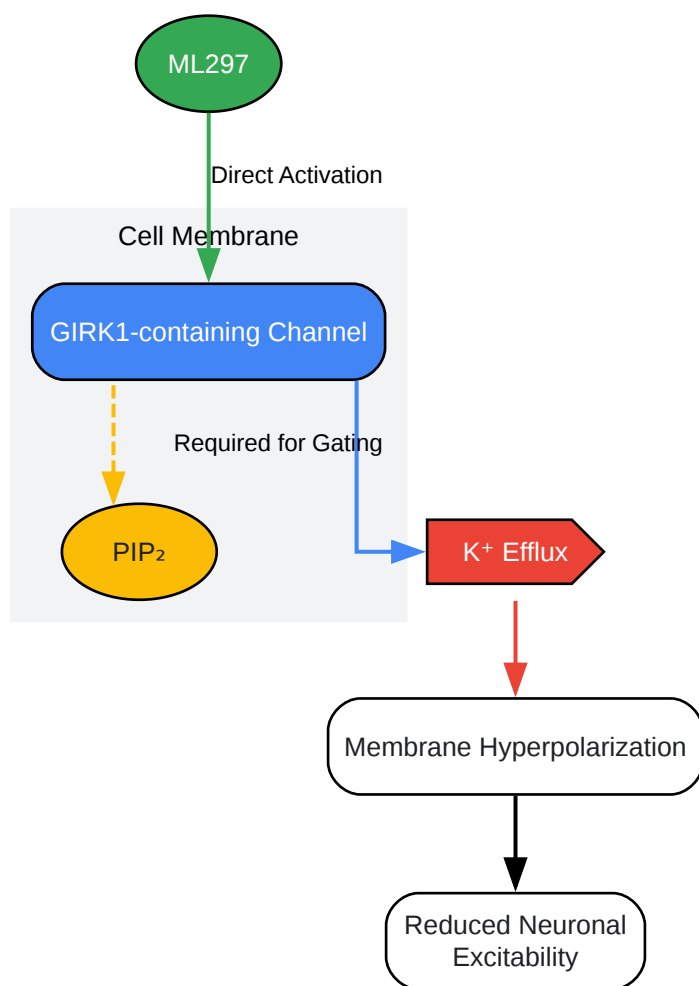 ML297
Direct Activation
Cell Membrane
GIRK1-containing Channel
Required for Gating
PIP₂
K⁺ Efflux
Membrane Hyperpolarization
Reduced Neuronal
Excitability